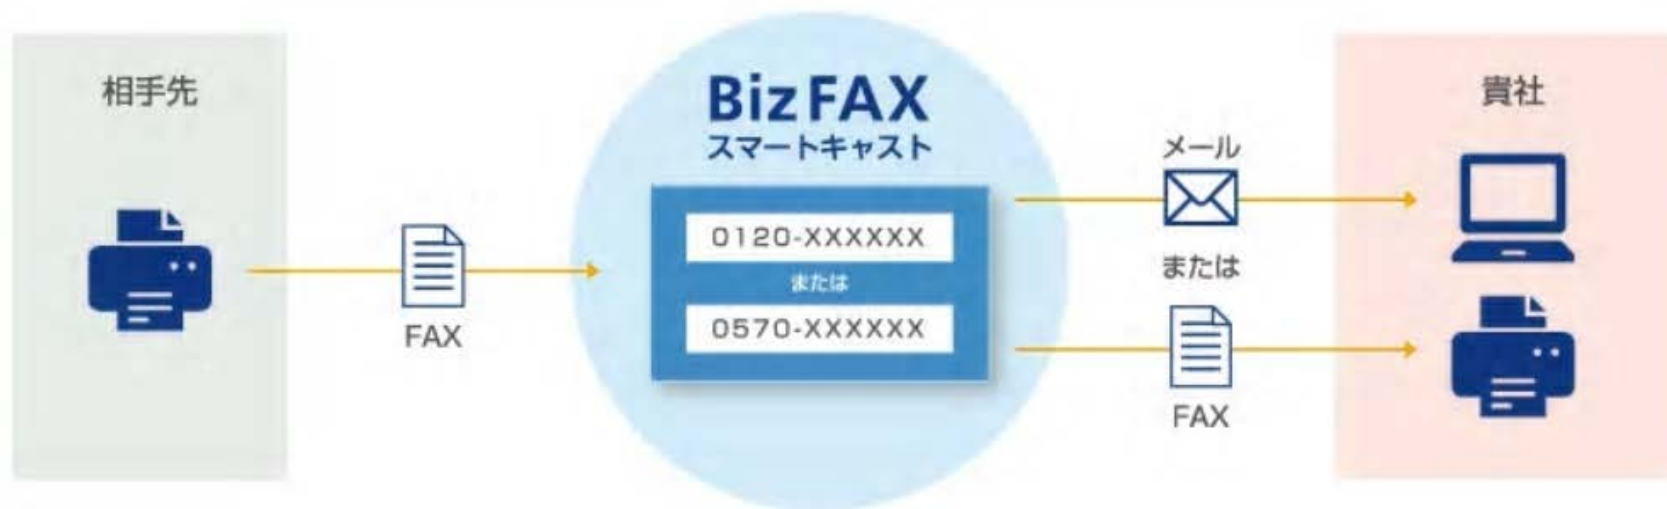 相手先
FAX
BizFAX
スマートキャスト
0120-XXXXXX
または
0570-XXXXXX
メール
または
FAX
貴社